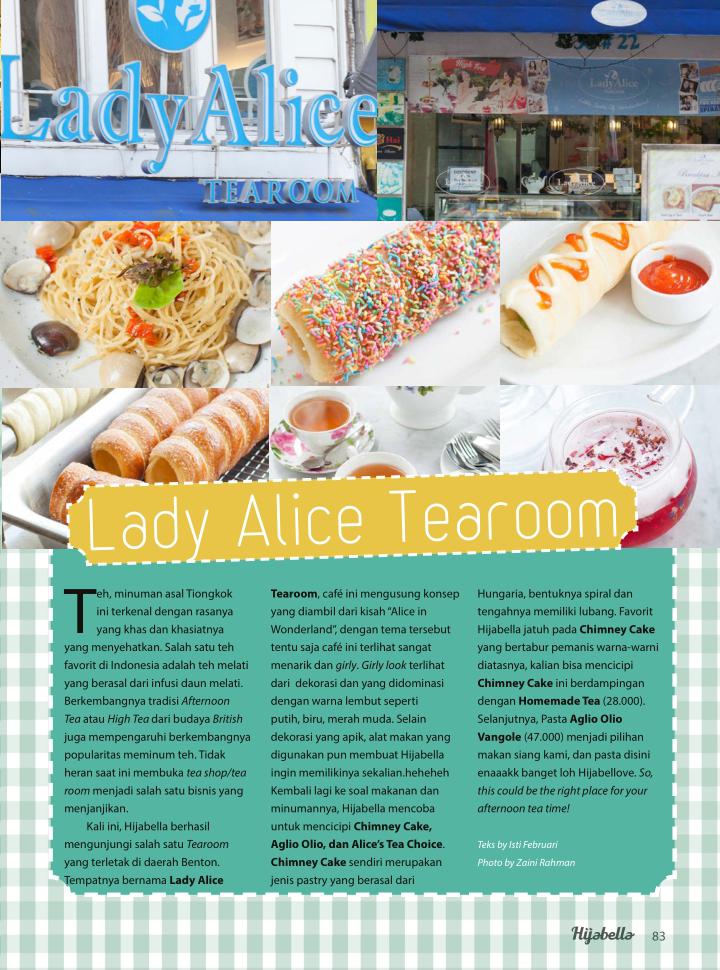 Lady Alice
TEAROOM
# 22
High Tea
LadyAlice
Lady Alice Tearoom
Teh, minuman asal Tiongkok
ini terkenal dengan rasanya
yang khas dan khasiatnya
yang menyehatkan. Salah satu teh
favorit di Indonesia adalah teh melati
yang berasal dari infusi daun melati.
Berkembangnya tradisi Afternoon
Tea atau High Tea dari budaya British
juga mempengaruhi berkembangnya
popularitas meminum teh. Tidak
heran saat ini membuka tea shop/tea
room menjadi salah satu bisnis yang
menjanjikan.
Kali ini, Hijabella berhasil
mengunjungi salah satu Tearoom
yang terletak di daerah Benton.
Tempatnya bernama Lady Alice
Tearoom, café ini mengusung konsep
yang diambil dari kisah “Alice in
Wonderland”, dengan tema tersebut
tentu saja café ini terlihat sangat
menarik dan girly. Girly look terlihat
dari dekorasi dan yang didominasi
dengan warna lembut seperti
putih, biru, merah muda. Selain
dekorasi yang apik, alat makan yang
digunakan pun membuat Hijabella
ingin memilikinya sekalian.heheheh
Kembali lagi ke soal makanan dan
minumannya, Hijabella mencoba
untuk mencicipi Chimney Cake,
Aglio Olio, dan Alice’s Tea Choice.
Chimney Cake sendiri merupakan
jenis pastry yang berasal dari
Hungaria, bentuknya spiral dan
tengahnya memiliki lubang. Favorit
Hijabella jatuh pada Chimney Cake
yang bertabur pemanis warna-warni
diatasnya, kalian bisa mencicipi
Chimney Cake ini berdampingan
dengan Homemade Tea (28.000).
Selanjutnya, Pasta Aglio Olio
Vangole (47.000) menjadi pilihan
makan siang kami, dan pasta disini
enaaakk banget loh Hijabellove. So,
this could be the right place for your
afternoon tea time!
Teks by Isti Februari
Photo by Zaini Rahman
Hijabella 83